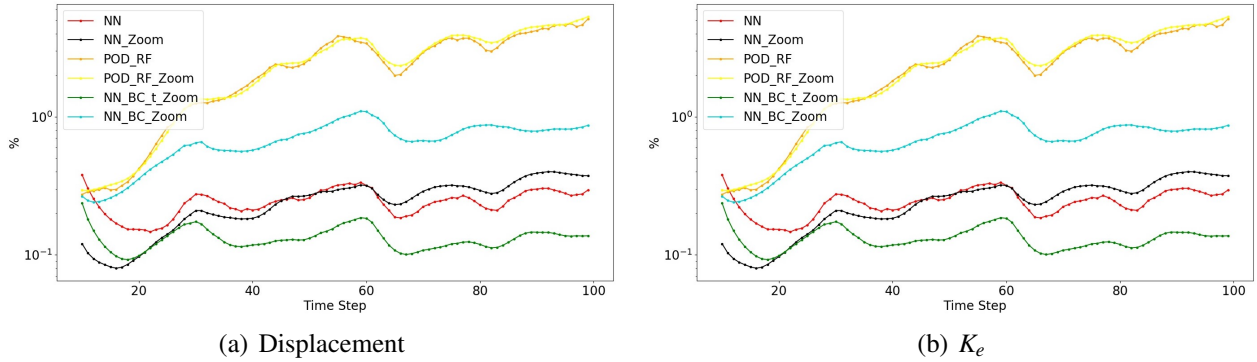 NN
NN_Zoom
POD_RF
POD_RF_Zoom
NN_BC_t_Zoom
NN_BC_Zoom
10⁰
10⁻¹
%
20 40 60 80 100
Time Step
(a) Displacement
NN
NN_Zoom
POD_RF
POD_RF_Zoom
NN_BC_t_Zoom
NN_BC_Zoom
10⁰
10⁻¹
%
20 40 60 80 100
Time Step
(b) Kₑ